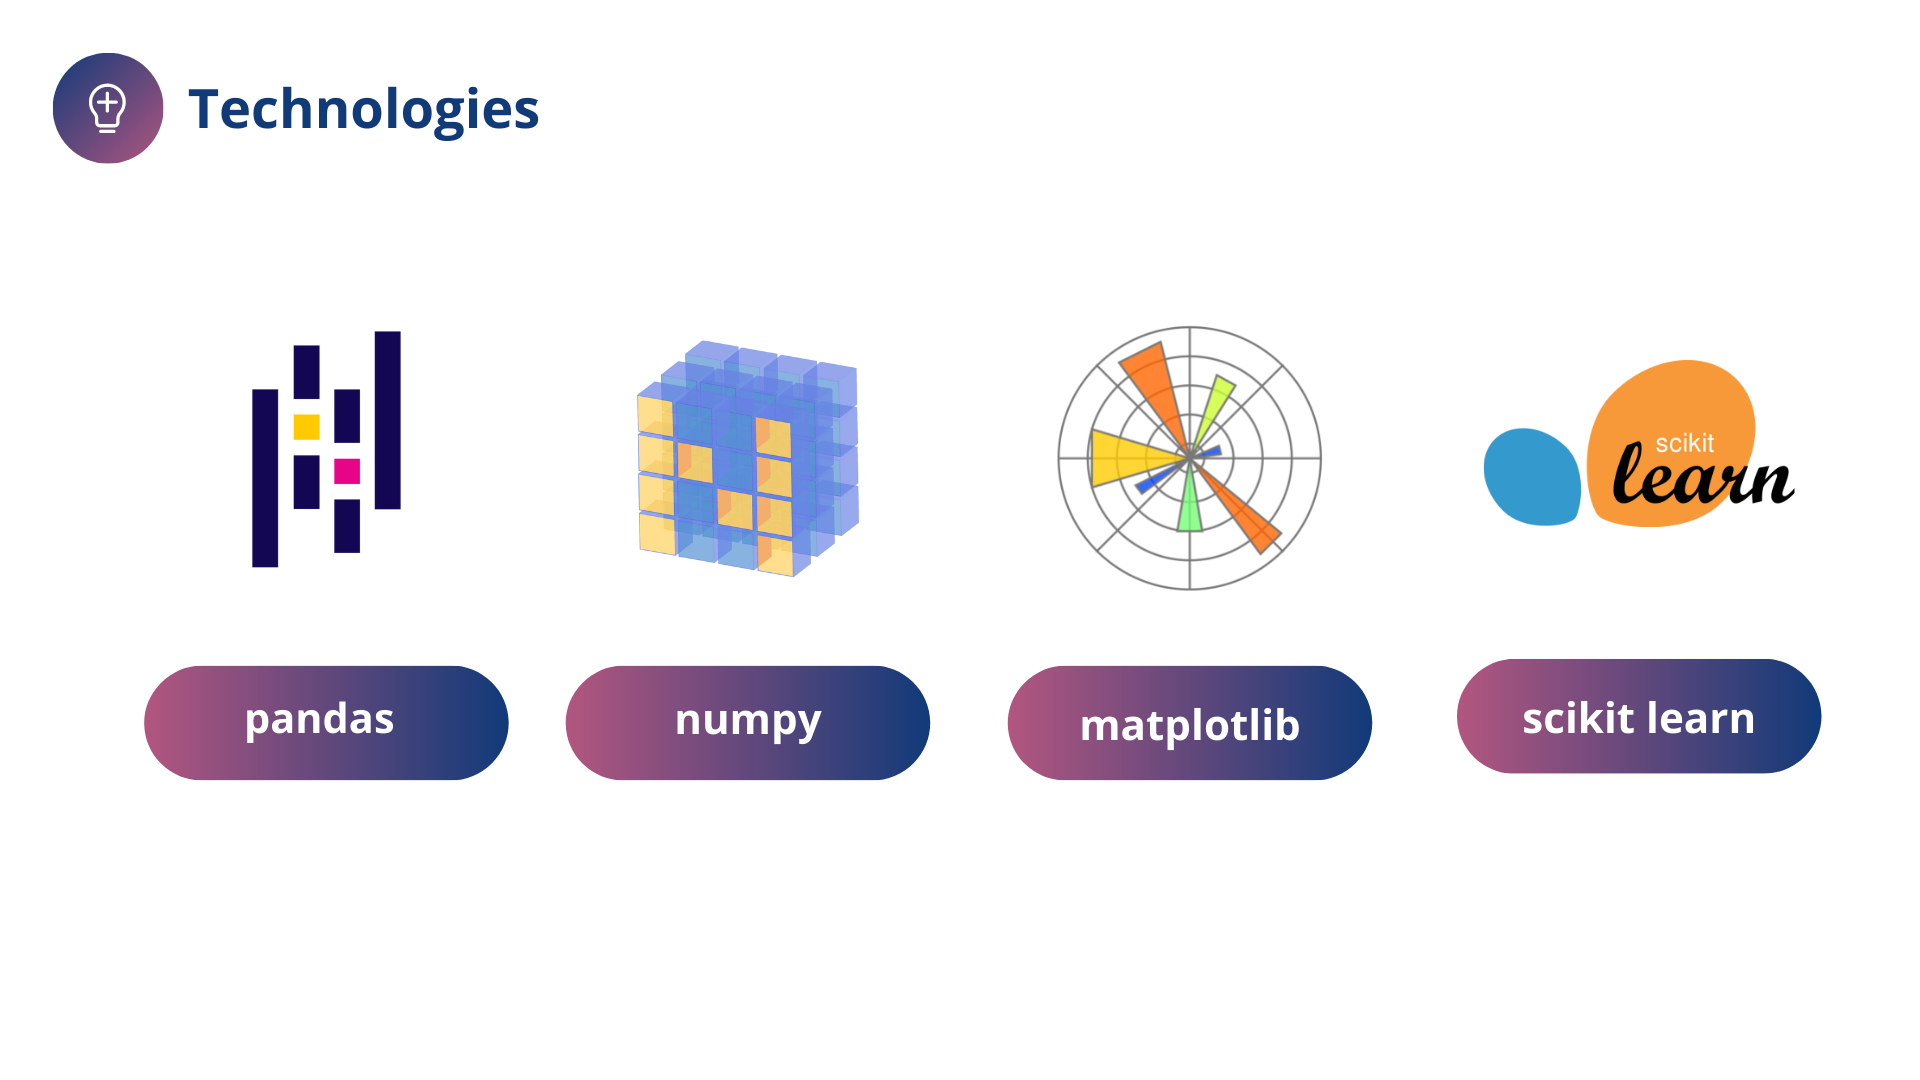 Technologies
scikit
learn
pandas
numpy
matplotlib
scikit learn